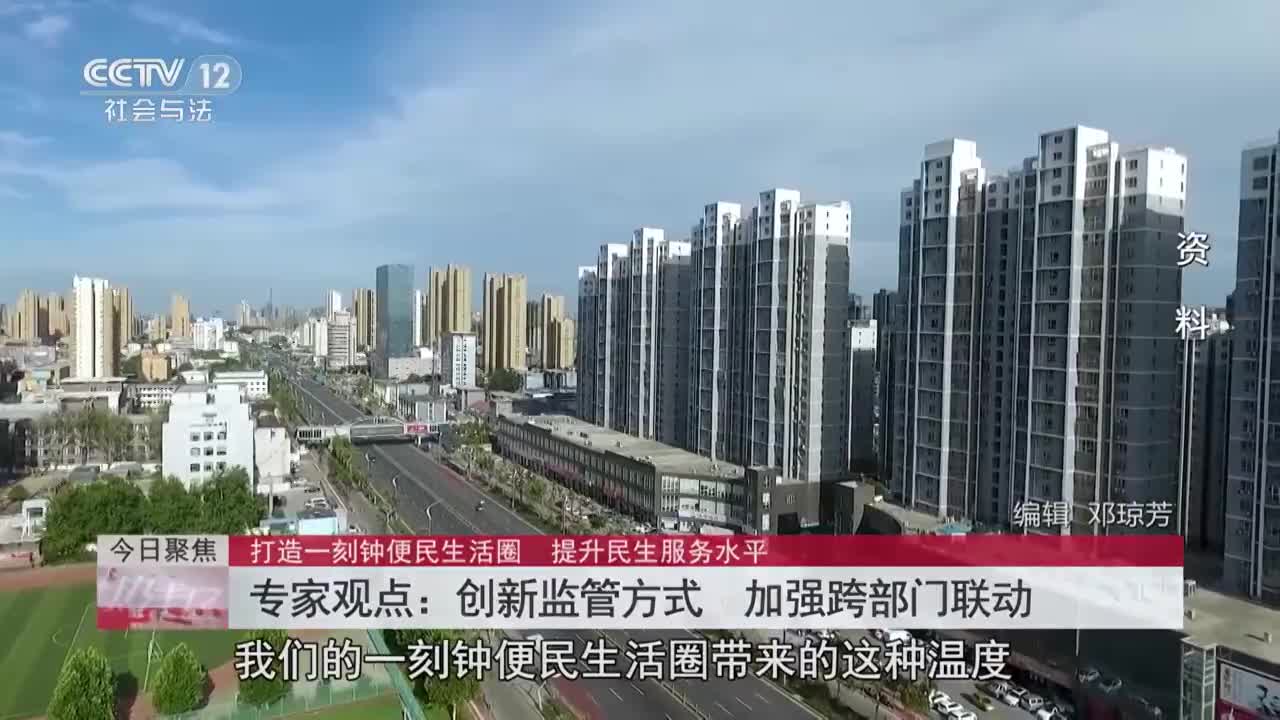 CCTV 12
社会与法
资料
编辑 邓琼芳
今日聚焦
打造一刻钟便民生活圈 提升民生服务水平
专家观点：创新监管方式 加强跨部门联动
我们的一刻钟便民生活圈带来的这种温度